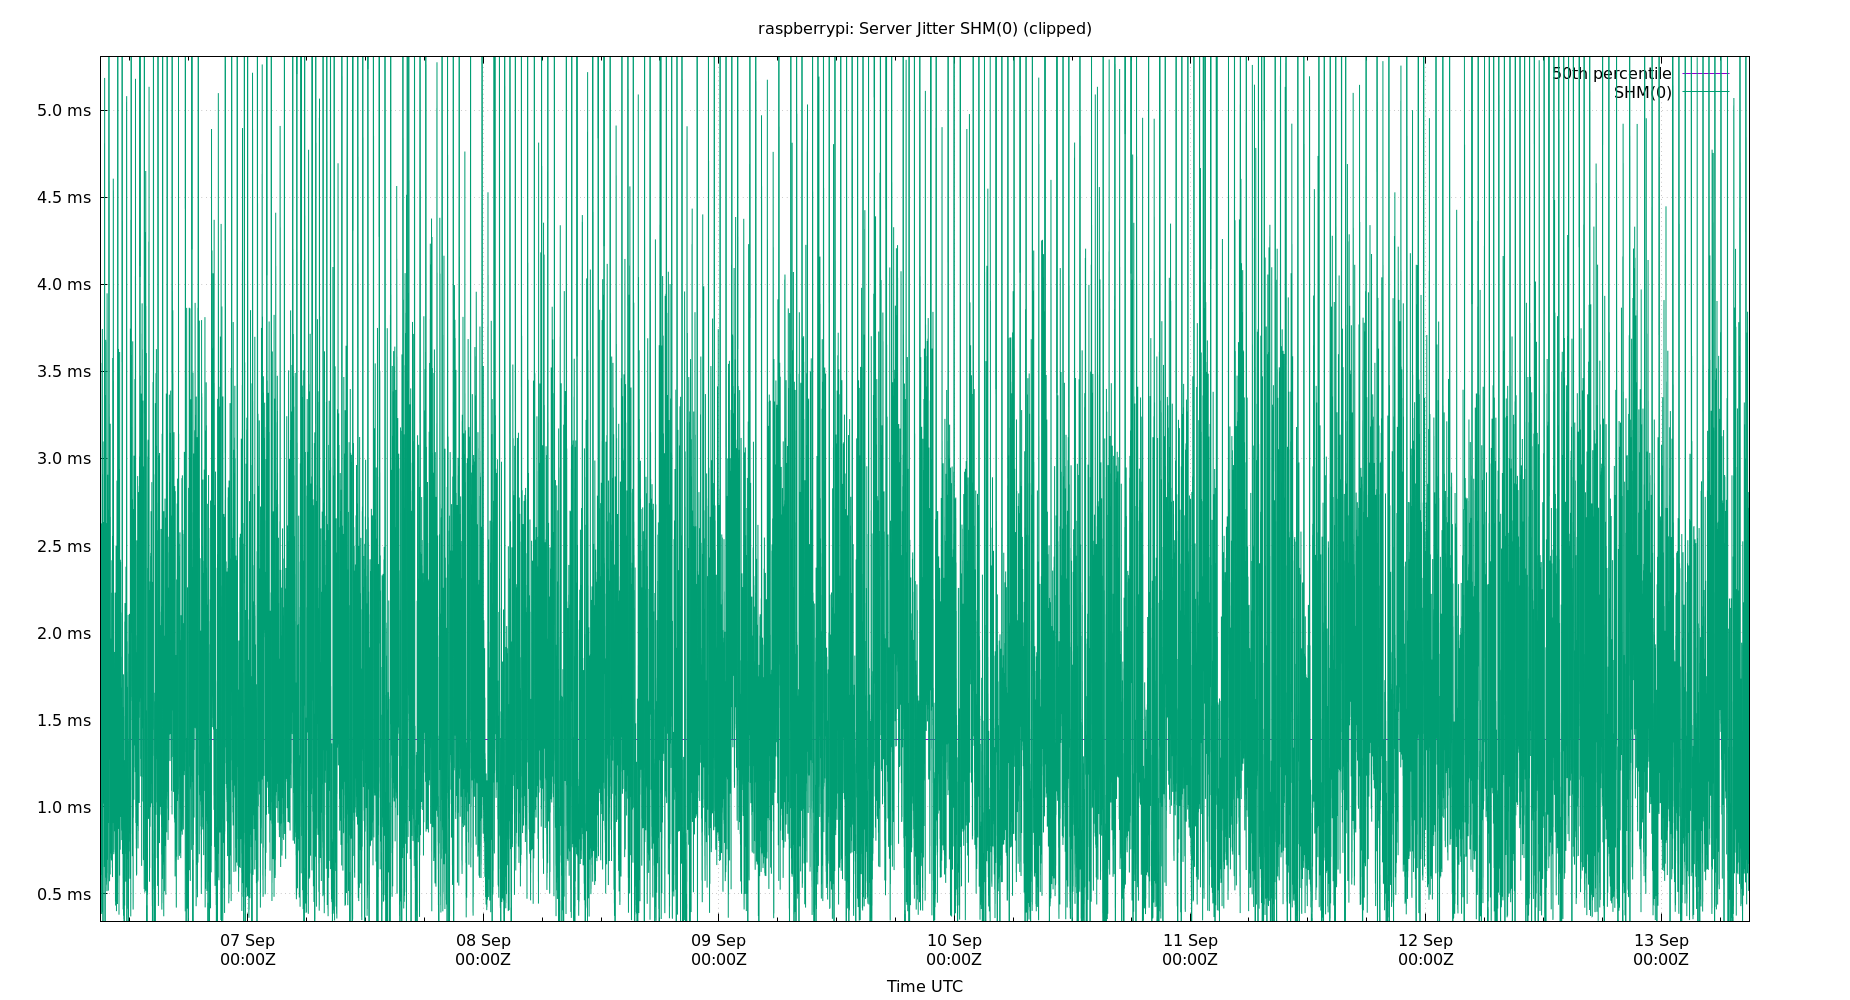 raspberrypi: Server Jitter SHM(0) (clipped)
50th percentile
SHM(0)
5.0 ms
4.5 ms
4.0 ms
3.5 ms
3.0 ms
2.5 ms
2.0 ms
1.5 ms
1.0 ms
0.5 ms
07 Sep 08 Sep 09 Sep 10 Sep 11 Sep 12 Sep 13 Sep
00:00Z 00:00Z 00:00Z 00:00Z 00:00Z 00:00Z 00:00Z
Time UTC